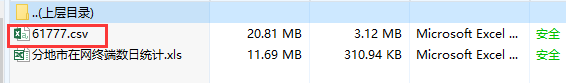 ..(上层目录)
61777.csv 20.81 MB 3.12 MB Microsoft Excel ... 安全
分地市在网终端数日统计.xls 11.69 MB 310.94 KB Microsoft Excel ... 安全